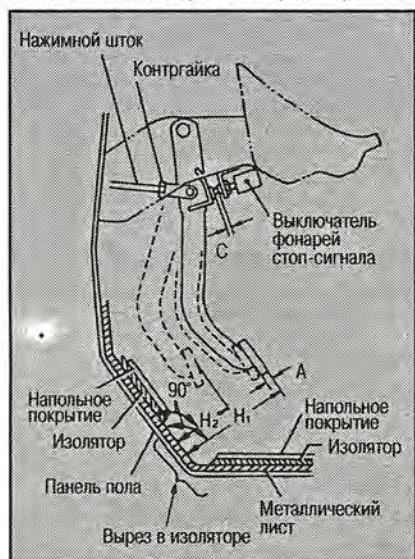 Нажимной шток
Контргайка
C
Выключатель
фонарей
стоп-сигнала
A
90°
H₂
H₁
Напольное
покрытие
Изолятор
Напольное
покрытие
Изолятор
Панель пола
Вырез в изоляторе
Металлический
лист